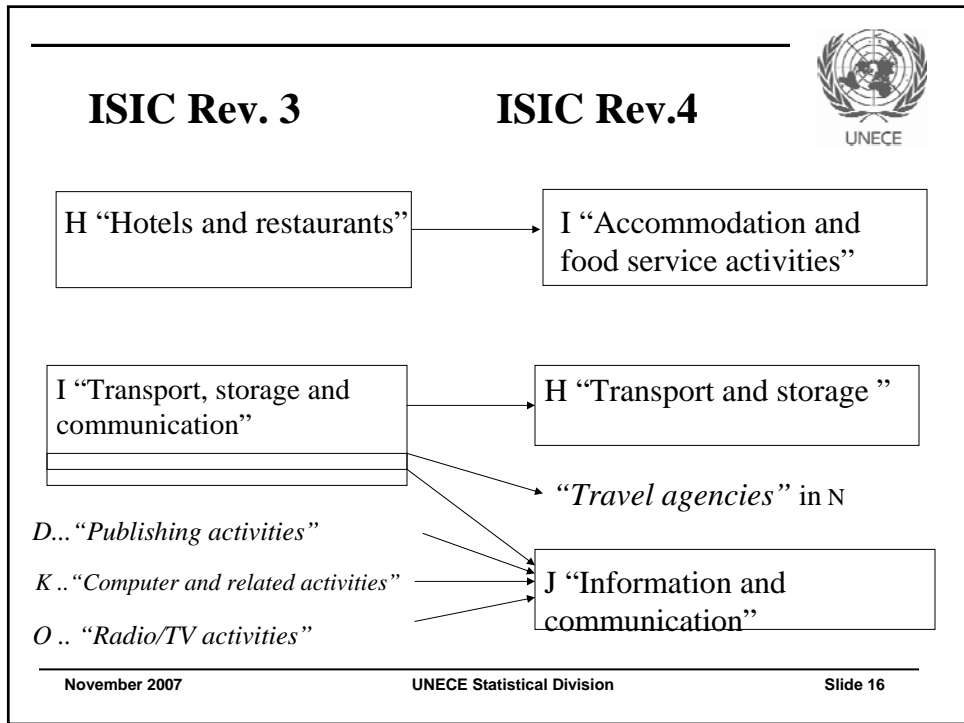 ISIC Rev. 3
ISIC Rev.4
UNECE
H “Hotels and restaurants”
I “Accommodation and
food service activities”
I “Transport, storage and
communication”
H “Transport and storage ”
“Travel agencies” in N
D...“Publishing activities”
K ..“Computer and related activities”
O .. “Radio/TV activities”
J “Information and
communication”
November 2007
UNECE Statistical Division
Slide 16